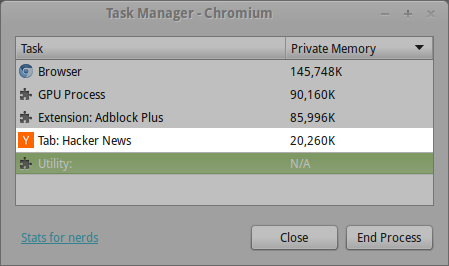 Task Manager - Chromium
Task Private Memory
Browser 145,748K
GPU Process 90,160K
Extension: Adblock Plus 85,996K
Y Tab: Hacker News 20,260K
Utility: N/A
Stats for nerds Close End Process